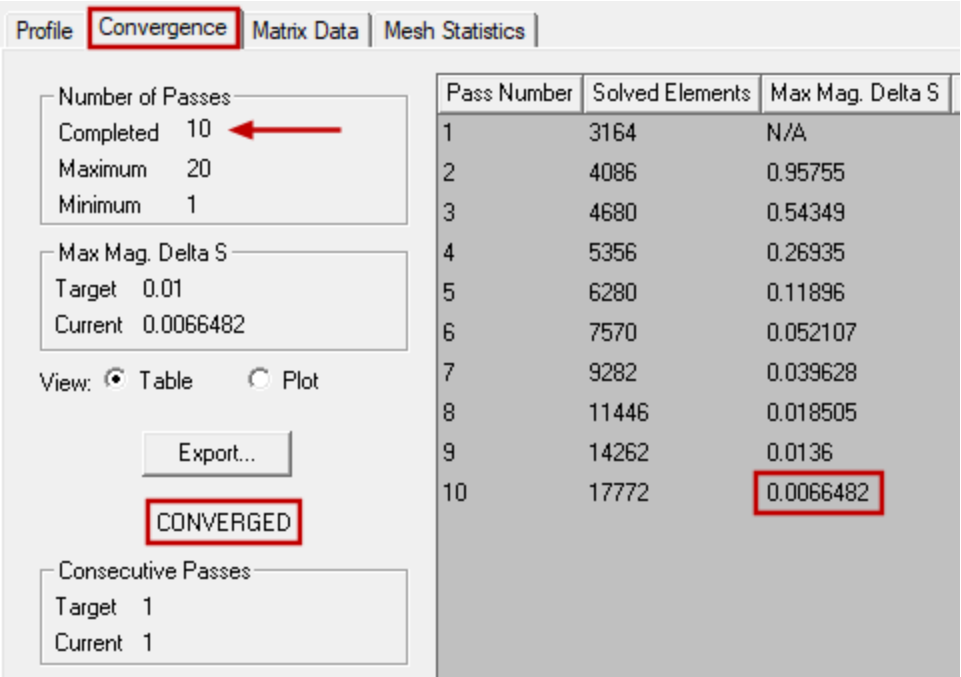 Profile Convergence Matrix Data Mesh Statistics
Number of Passes
Completed 10
Maximum 20
Minimum 1
Max Mag. Delta S
Target 0.01
Current 0.0066482
View: Table Plot
Export...
CONVERGED
Consecutive Passes
Target 1
Current 1
Pass Number Solved Elements Max Mag. Delta S
1 3164 N/A
2 4086 0.95755
3 4680 0.54349
4 5356 0.26935
5 6280 0.11896
6 7570 0.052107
7 9282 0.039628
8 11446 0.018505
9 14262 0.0136
10 17772 0.0066482